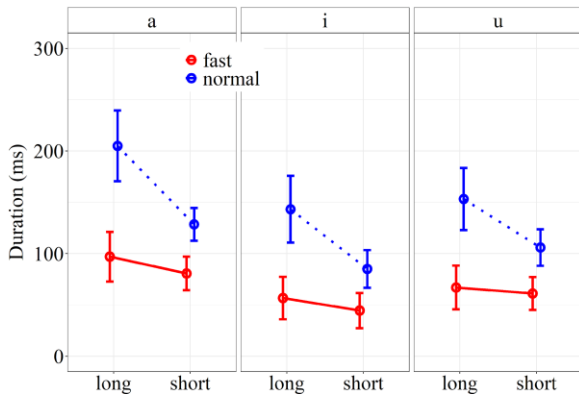 a i u
fast
normal
Duration (ms)
300
200
100
0
long short long short long short